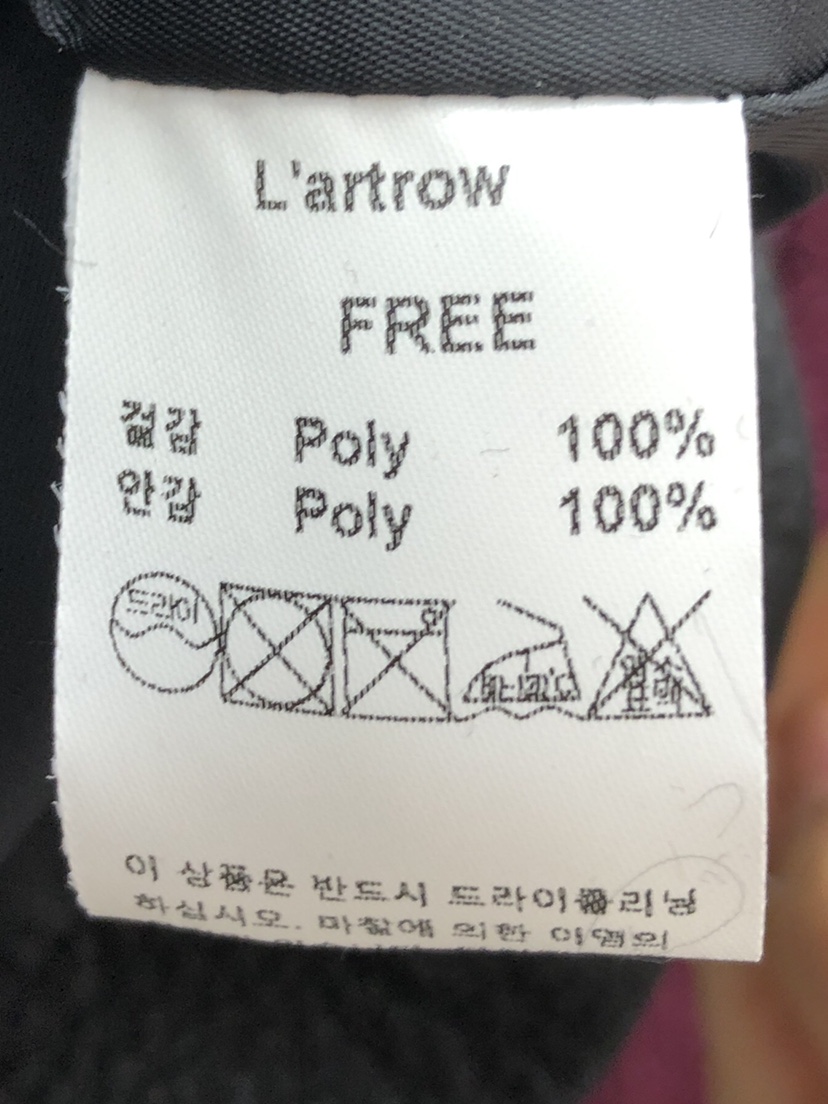 L'artrow
FREE
겉감 Poly 100%
안감 Poly 100%
드라이
염소
이 상품은 반드시 드라이클리닝
하십시오. 마찰에 의한 이염의